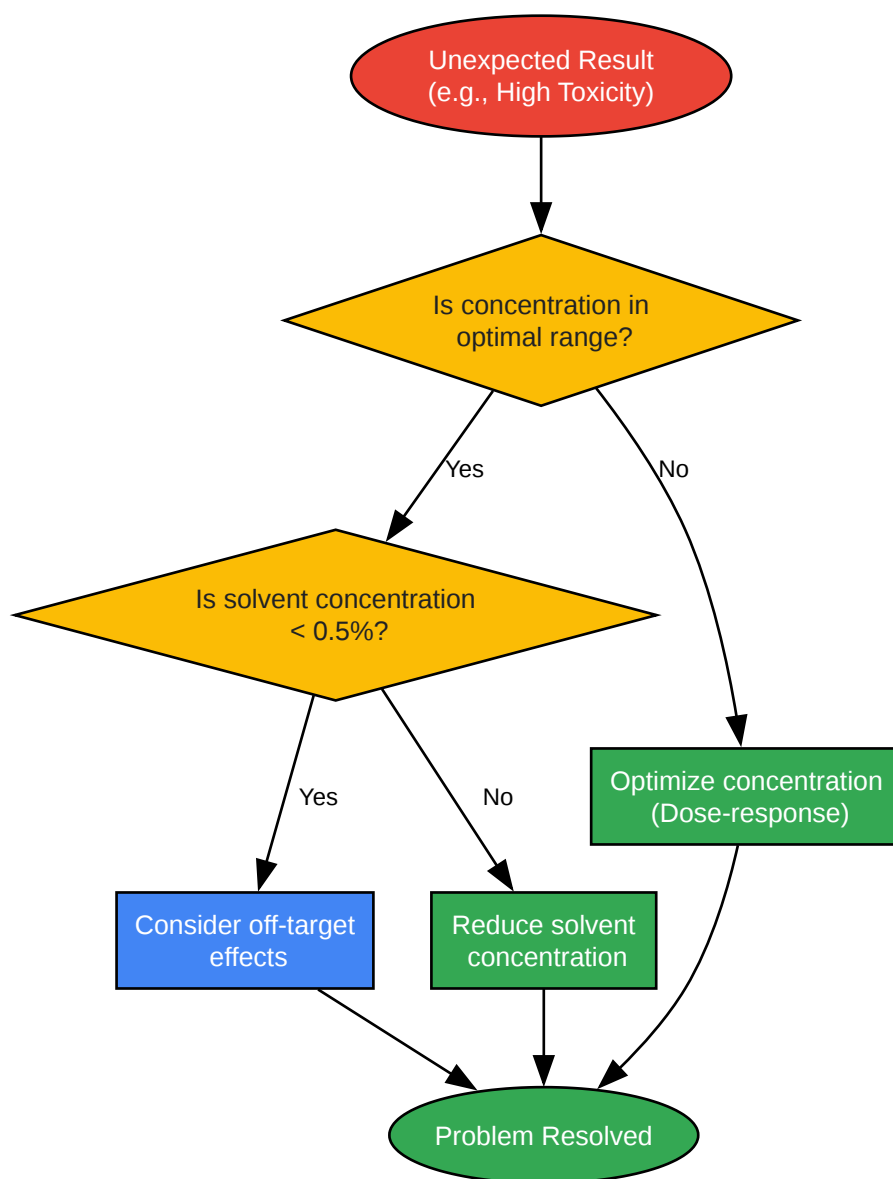 Unexpected Result
(e.g., High Toxicity)
Is concentration in
optimal range?
Yes
No
Is solvent concentration
< 0.5%?
Yes
No
Optimize concentration
(Dose-response)
Consider off-target
effects
Reduce solvent
concentration
Problem Resolved